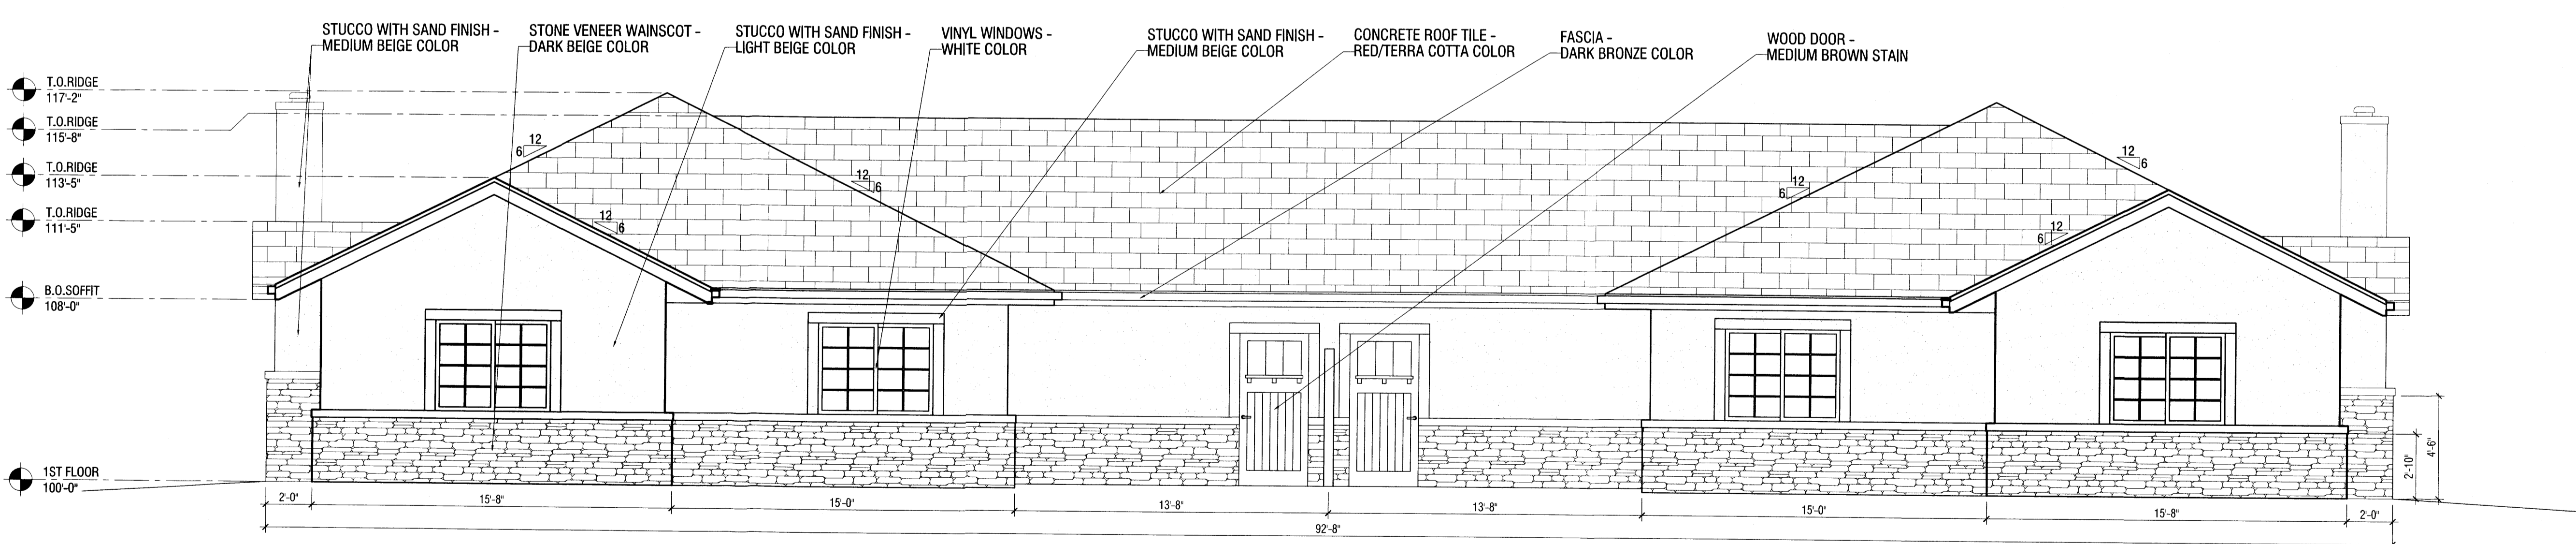 STUCCO WITH SAND FINISH -
MEDIUM BEIGE COLOR
STONE VENEER WAINSCOT -
DARK BEIGE COLOR
STUCCO WITH SAND FINISH -
LIGHT BEIGE COLOR
VINYL WINDOWS -
WHITE COLOR
STUCCO WITH SAND FINISH -
MEDIUM BEIGE COLOR
CONCRETE ROOF TILE -
RED/TERRA COTTA COLOR
FASCIA -
DARK BRONZE COLOR
WOOD DOOR -
MEDIUM BROWN STAIN
T.O.RIDGE
117'-2"
T.O.RIDGE
115'-8"
T.O.RIDGE
113'-5"
T.O.RIDGE
111'-5"
B.O.SOFFIT
108'-0"
1ST FLOOR
100'-0"
12
6
12
6
12
6
12
6
12
6
12
6
4'-6"
2'-10"
2'-0"
15'-8"
15'-0"
13'-8"
13'-8"
15'-0"
15'-8"
2'-0"
92'-8"